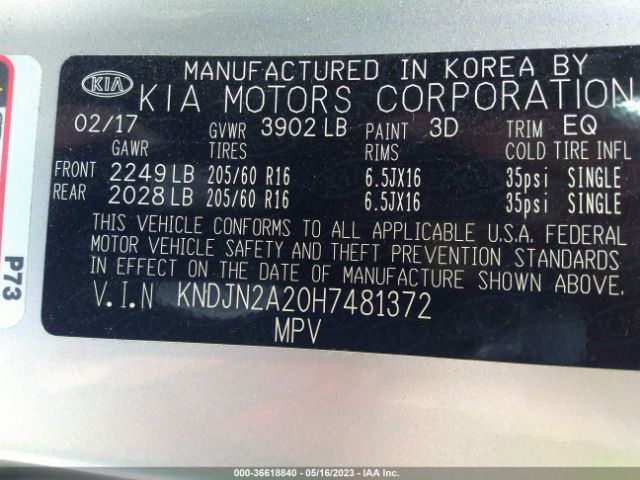 MANUFACTURED IN KOREA BY
KIA
KIA MOTORS CORPORATION
02/17 GVWR 3902 LB PAINT 3D TRIM EQ
GAWR TIRES RIMS COLD TIRE INFL
FRONT 2249 LB 205/60 R16 6.5JX16 35psi SINGLE
REAR 2028 LB 205/60 R16 6.5JX16 35psi SINGLE
THIS VEHICLE CONFORMS TO ALL APPLICABLE U.S.A. FEDERAL
MOTOR VEHICLE SAFETY AND THEFT PREVENTION STANDARDS
IN EFFECT ON THE DATE OF MANUFACTURE SHOWN ABOVE.
V.I.N KNDJN2A20H7481372
MPV
P73
000-36618840 - 05/16/2023 - IAA Inc.